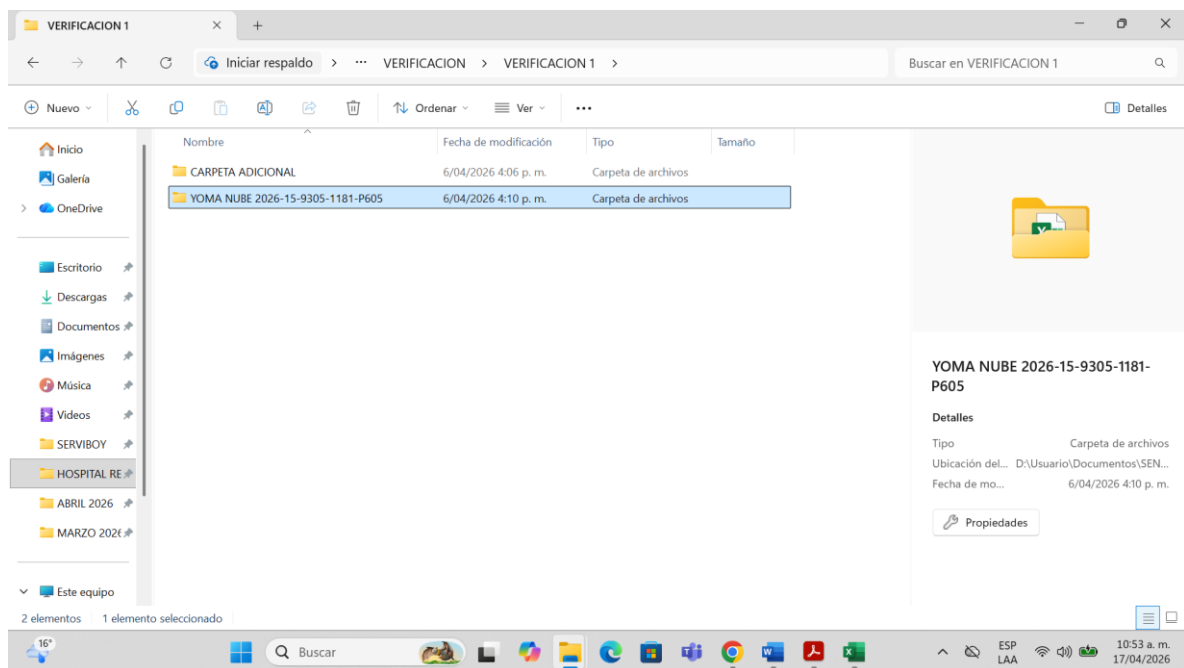 VERIFICACION 1
Iniciar respaldo > ... VERIFICACION > VERIFICACION 1 >
Buscar en VERIFICACION 1
Nuevo
Ordenar
Ver
...
Detalles
Inicio
Galería
OneDrive
Escritorio
Descargas
Documentos
Imágenes
Música
Videos
SERVIBOY
HOSPITAL RE
ABRIL 2026
MARZO 2026
Este equipo
Nombre Fecha de modificación Tipo Tamaño
CARPETA ADICIONAL 6/04/2026 4:06 p. m. Carpeta de archivos
YOMA NUBE 2026-15-9305-1181-P605 6/04/2026 4:10 p. m. Carpeta de archivos
YOMA NUBE 2026-15-9305-1181-
P605
Detalles
Tipo Carpeta de archivos
Ubicación del... D:\Usuario\Documentos\SEN...
Fecha de mo... 6/04/2026 4:10 p. m.
Propiedades
2 elementos 1 elemento seleccionado
16°
Buscar
ESP
LAA
10:53 a. m.
17/04/2026